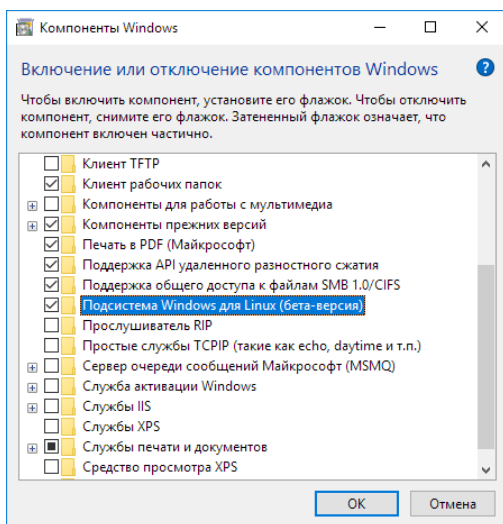 Компоненты Windows
Включение или отключение компонентов Windows
Чтобы включить компонент, установите его флажок. Чтобы отключить
компонент, снимите его флажок. Затененный флажок означает, что
компонент включен частично.
Клиент TFTP
Клиент рабочих папок
Компоненты для работы с мультимедиа
Компоненты прежних версий
Печать в PDF (Майкрософт)
Поддержка API удаленного разностного сжатия
Поддержка общего доступа к файлам SMB 1.0/CIFS
Подсистема Windows для Linux (бета-версия)
Прослушиватель RIP
Простые службы TCPIP (такие как echo, daytime и т.п.)
Сервер очереди сообщений Майкрософт (MSMQ)
Служба активации Windows
Службы IIS
Службы XPS
Службы печати и документов
Средство просмотра XPS
ОК
Отмена